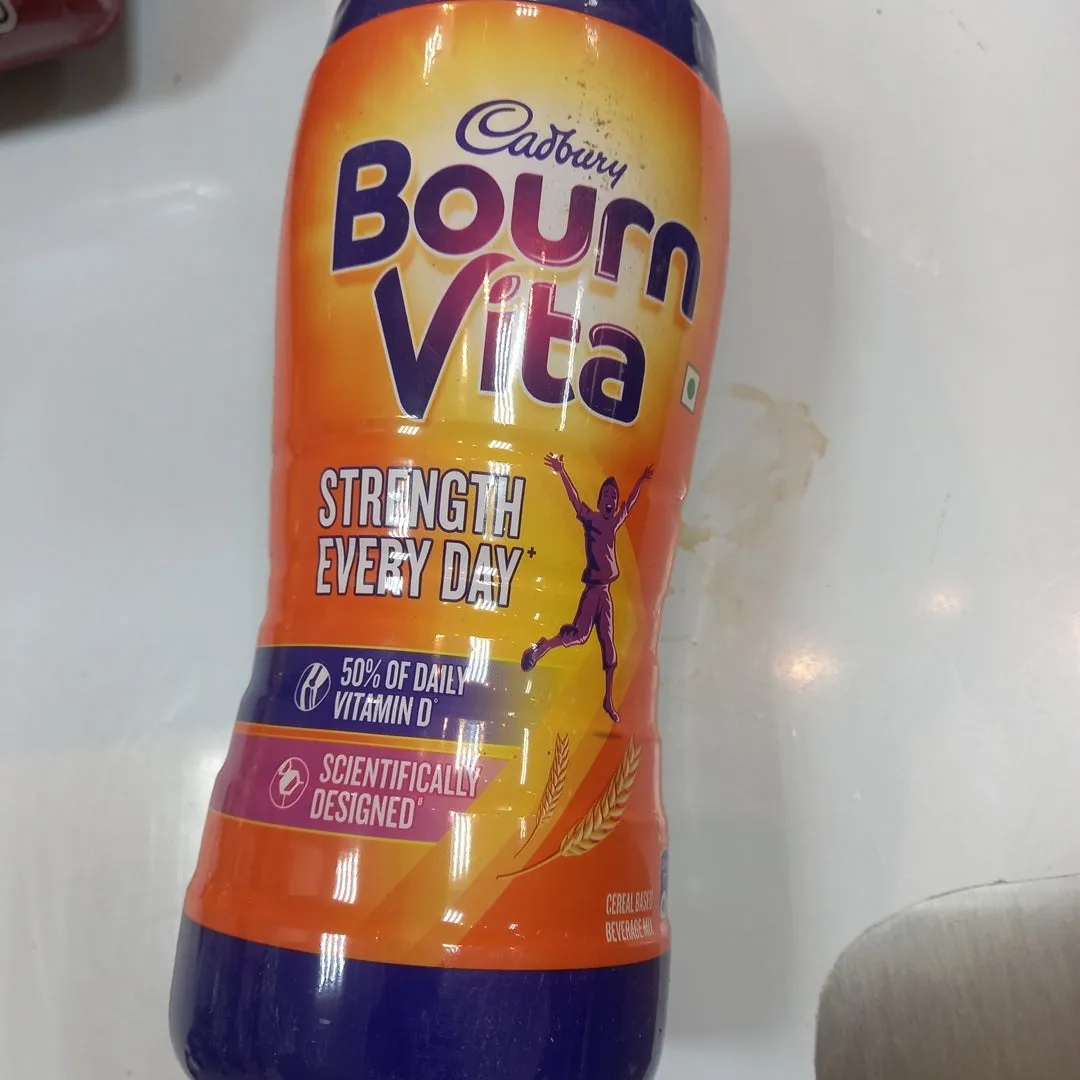 Cadbury
Bourn
Vita
STRENGTH
EVERY DAY+
50% OF DAILY
VITAMIN D°
SCIENTIFICALLY
DESIGNED
CEREAL BASED
BEVERAGE MIX